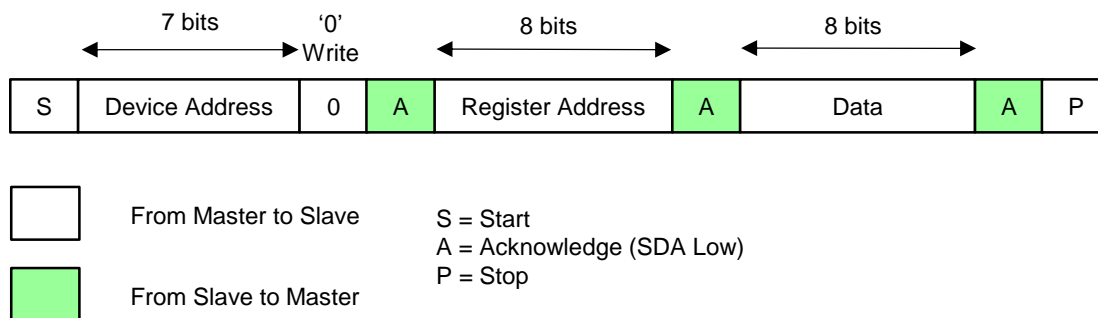 7 bits ‘0’ 8 bits 8 bits
Write
S Device Address 0 A Register Address A Data A P
From Master to Slave
S = Start
A = Acknowledge (SDA Low)
P = Stop
From Slave to Master